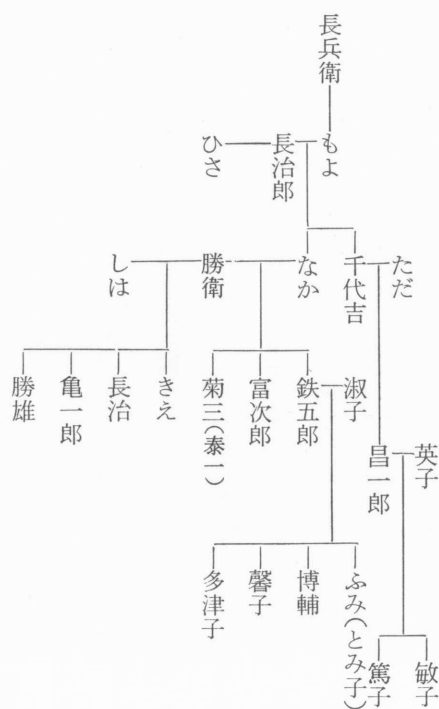 長兵衛
もよ
長治郎
ひさ
ただ
千代吉
なか
勝衛
しは
英子
昌一郎
淑子
鉄五郎
富次郎
菊三(泰一)
きえ
長治
亀一郎
勝雄
敏子
篤子
ふみ(とみ子)
博輔
馨子
多津子